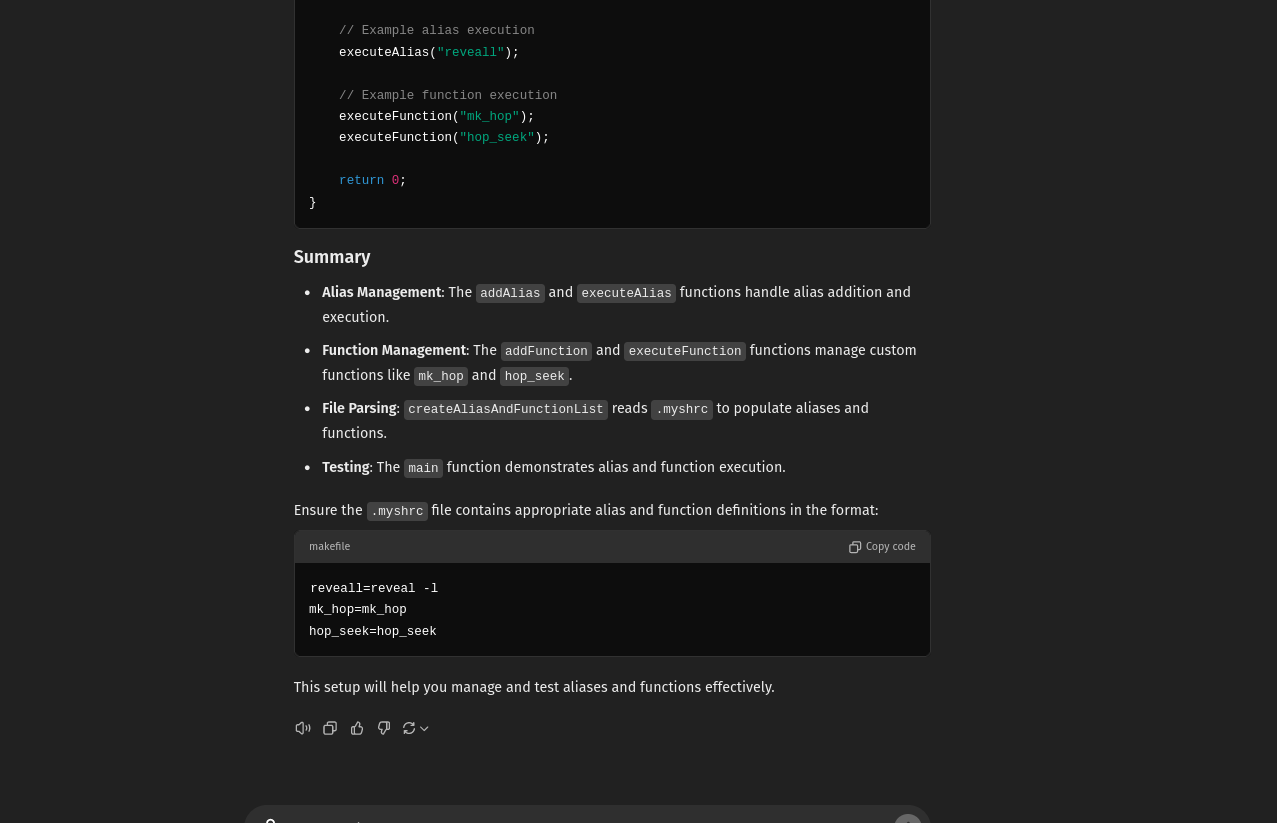 // Example alias execution
executeAlias("reveall");
// Example function execution
executeFunction("mk_hop");
executeFunction("hop_seek");
return 0;
}
Summary
• Alias Management: The addAlias and executeAlias functions handle alias addition and
execution.
• Function Management: The addFunction and executeFunction functions manage custom
functions like mk_hop and hop_seek.
• File Parsing: createAliasAndFunctionList reads .myshrc to populate aliases and
functions.
• Testing: The main function demonstrates alias and function execution.
Ensure the .myshrc file contains appropriate alias and function definitions in the format:
makefile Copy code
reveall=reveal -l
mk_hop=mk_hop
hop_seek=hop_seek
This setup will help you manage and test aliases and functions effectively.